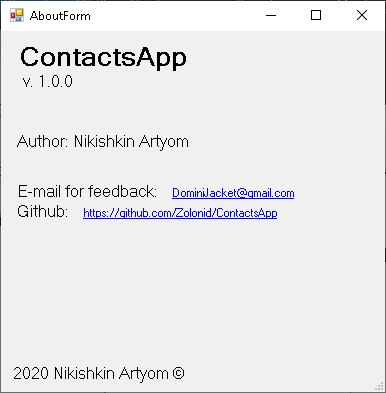 AboutForm
ContactsApp
v. 1.0.0
Author: Nikishkin Artyom
E-mail for feedback: DominiJacket@gmail.com
Github: https://github.com/Zolonid/ContactsApp
2020 Nikishkin Artyom ©